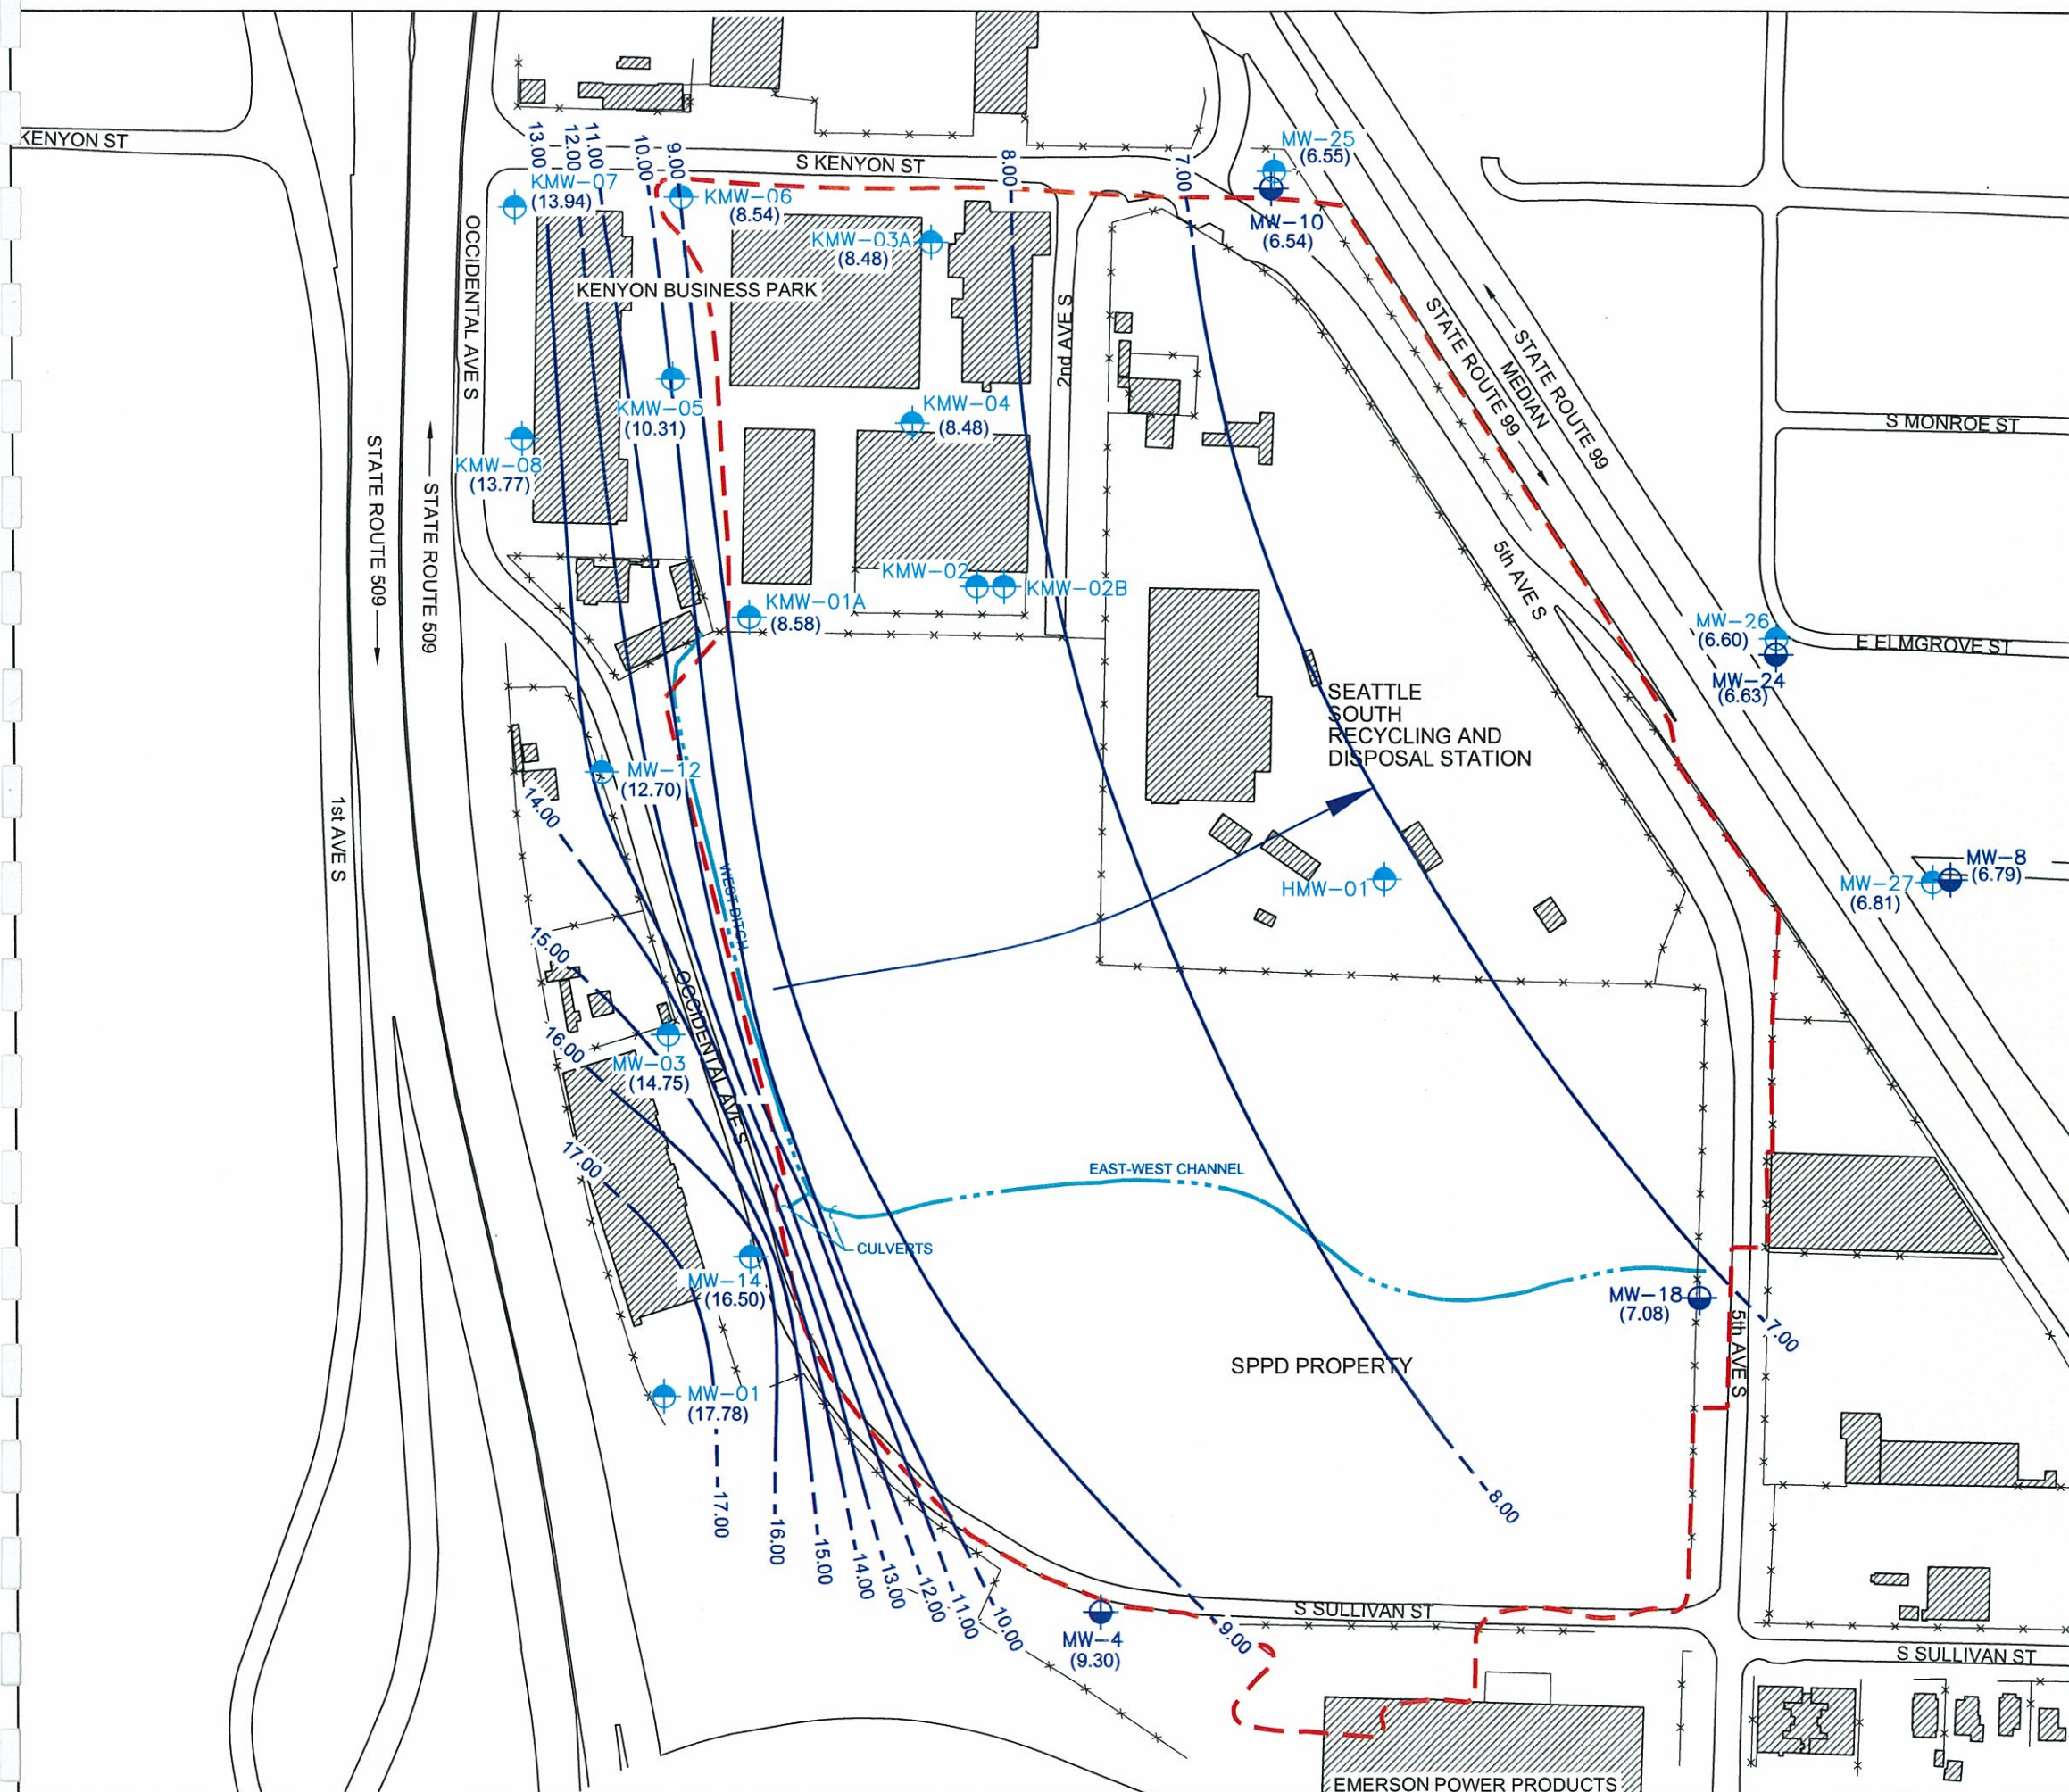 KENYON ST
S KENYON ST
13.00
12.00
11.00
10.00
9.00
8.00
7.00
MW-25
(6.55)
MW-10
(6.54)
KMW-07
(13.94)
KMW-06
(8.54)
KMW-03A
(8.48)
KENYON BUSINESS PARK
OCCIDENTAL AVE S
2nd AVE S
STATE ROUTE 99
MEDIAN
STATE ROUTE 99
KMW-05
(10.31)
KMW-04
(8.48)
KMW-08
(13.77)
S MONROE ST
STATE ROUTE 509
STATE ROUTE 509
5th AVE S
KMW-02
KMW-02B
KMW-01A
(8.58)
MW-26
(6.60)
MW-24
(6.63)
E ELMGROVE ST
SEATTLE
SOUTH
RECYCLING AND
DISPOSAL STATION
MW-12
(12.70)
14.00
1st AVE S
WEST DITCH
HMW-01
MW-27
(6.81)
MW-8
(6.79)
15.00
OCCIDENTAL AVE S
16.00
MW-03
(14.75)
17.00
EAST-WEST CHANNEL
CULVERTS
MW-14
(16.50)
MW-18
(7.08)
7.00
5th AVE S
SPPD PROPERTY
MW-01
(17.78)
17.00
16.00
15.00
14.00
13.00
12.00
11.00
10.00
9.00
8.00
MW-4
(9.30)
S SULLIVAN ST
S SULLIVAN ST
EMERSON POWER PRODUCTS